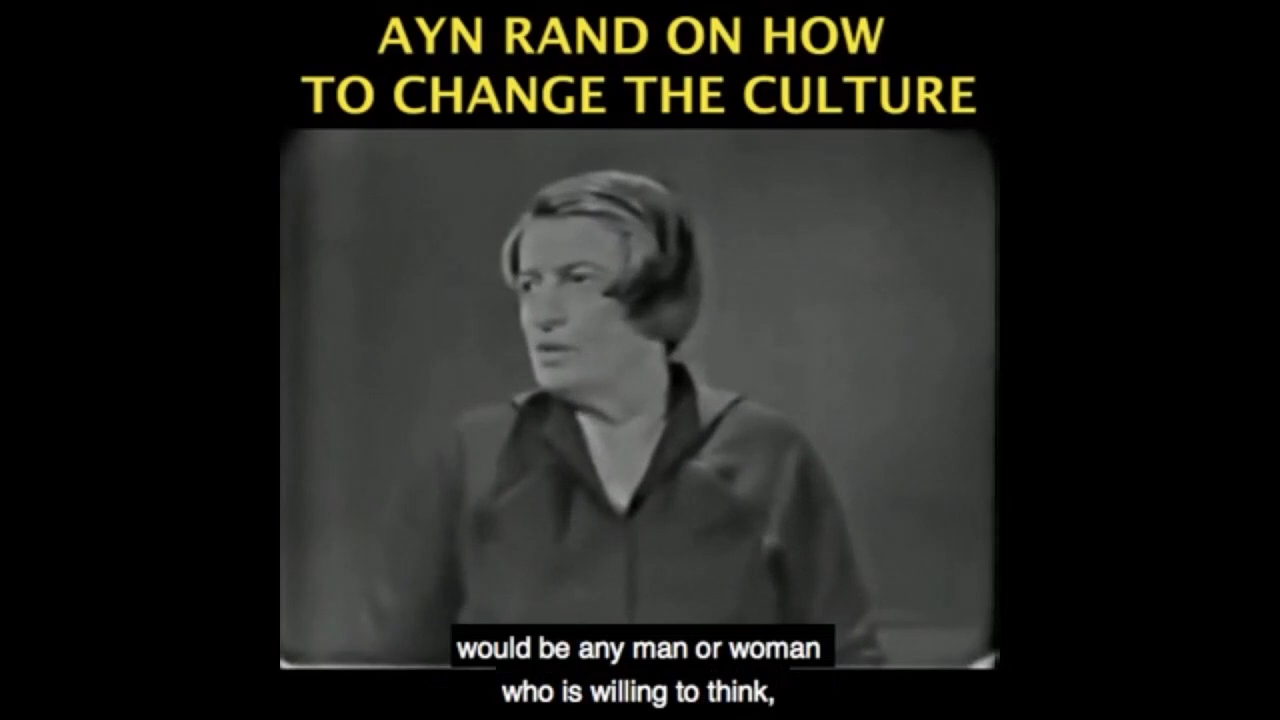 AYN RAND ON HOW
TO CHANGE THE CULTURE
would be any man or woman
who is willing to think,